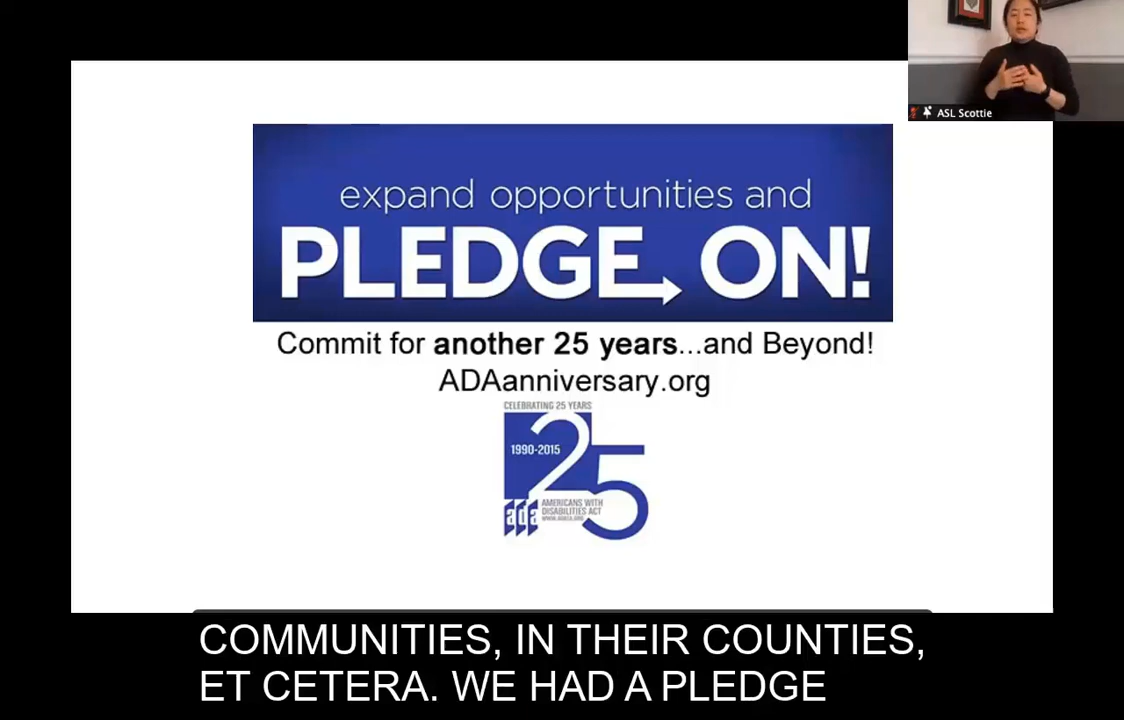 ASL Scottie
expand opportunities and
PLEDGE ON!
Commit for another 25 years...and Beyond!
ADAanniversary.org
CELEBRATING 25 YEARS
25
1990-2015
ada
AMERICANS WITH
DISABILITIES ACT
COMMUNITIES, IN THEIR COUNTIES,
ET CETERA. WE HAD A PLEDGE